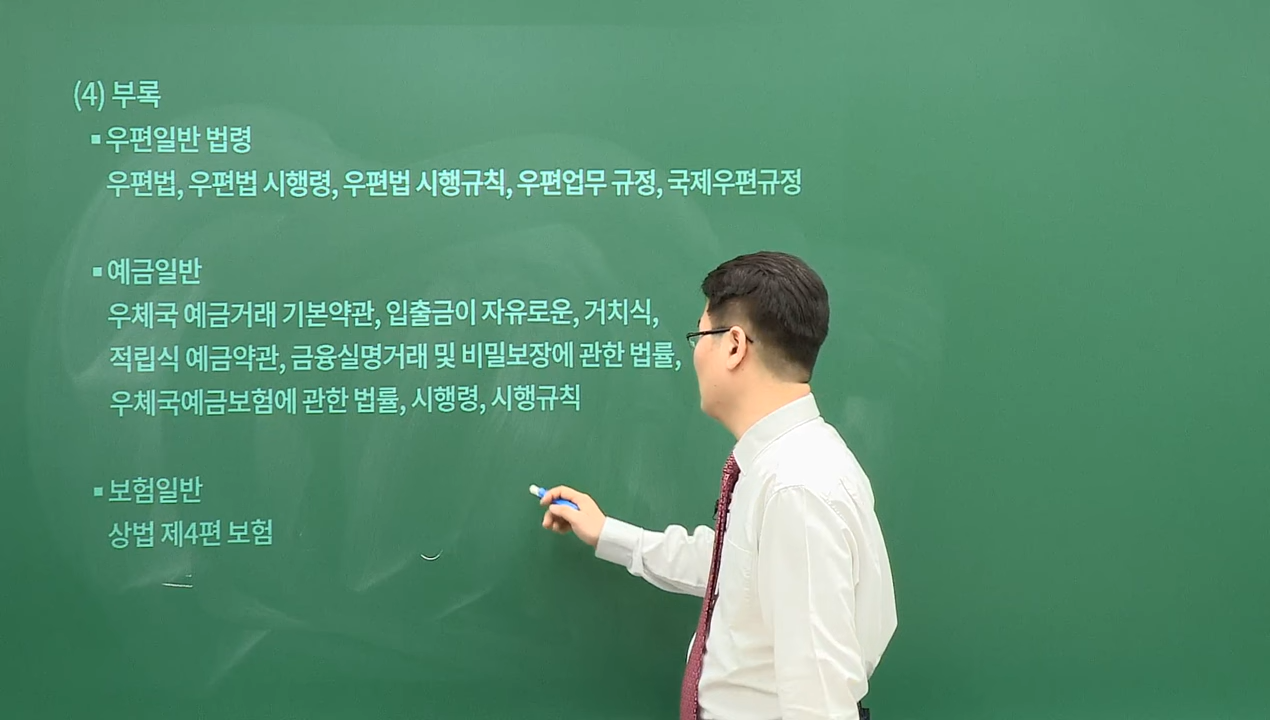 (4) 부록
▪우편일반 법령
우편법, 우편법 시행령, 우편법 시행규칙, 우편업무 규정, 국제우편규정
▪예금일반
우체국 예금거래 기본약관, 입출금이 자유로운, 거치식,
적립식 예금약관, 금융실명거래 및 비밀보장에 관한 법률,
우체국예금보험에 관한 법률, 시행령, 시행규칙
▪보험일반
상법 제4편 보험